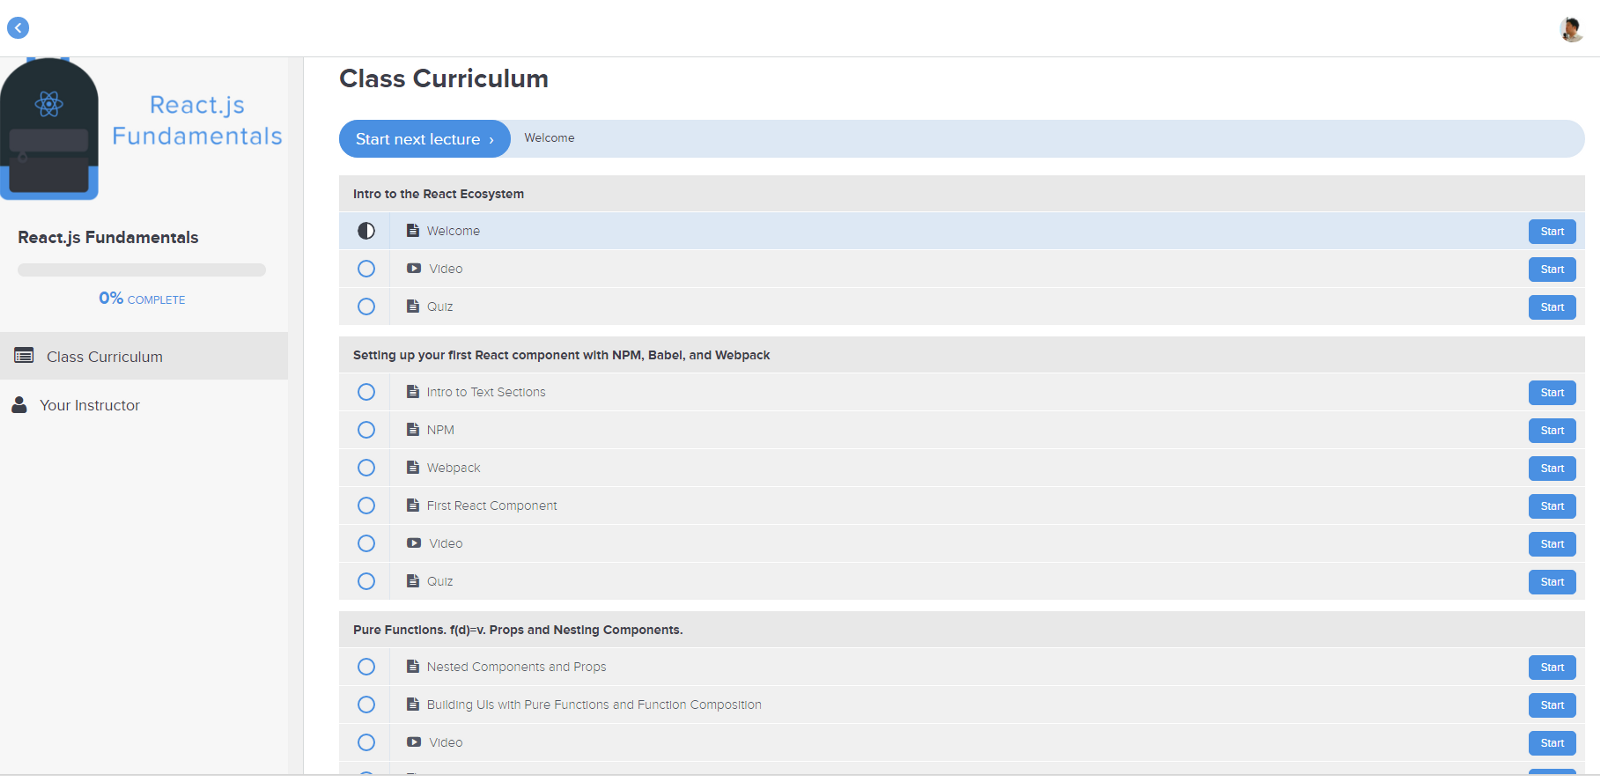 React.js
Fundamentals
React.js Fundamentals
0% COMPLETE
Class Curriculum
Your Instructor
Class Curriculum
Start next lecture › Welcome
Intro to the React Ecosystem
Welcome Start
Video Start
Quiz Start
Setting up your first React component with NPM, Babel, and Webpack
Intro to Text Sections Start
NPM Start
Webpack Start
First React Component Start
Video Start
Quiz Start
Pure Functions. f(d)=v. Props and Nesting Components.
Nested Components and Props Start
Building UIs with Pure Functions and Function Composition Start
Video Start